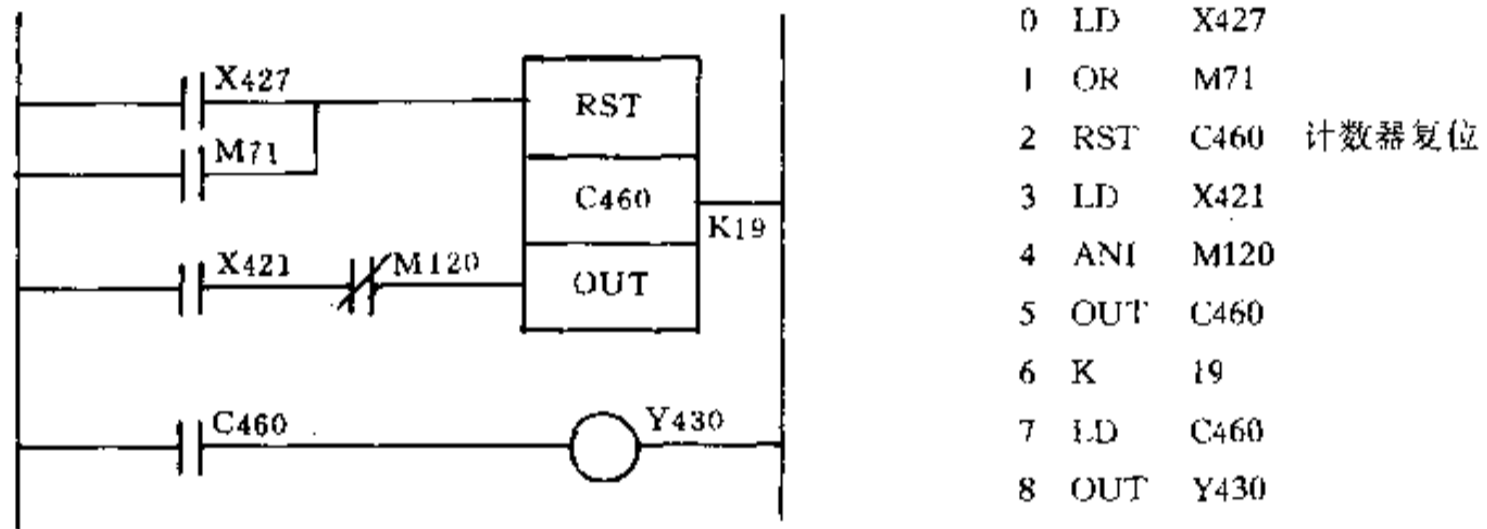 X427
M71
RST
C460
K19
X421
M120
OUT
C460
Y430
0 LD X427
1 OR M71
2 RST C460 计数器复位
3 LD X421
4 ANI M120
5 OUT C460
6 K 19
7 LD C460
8 OUT Y430